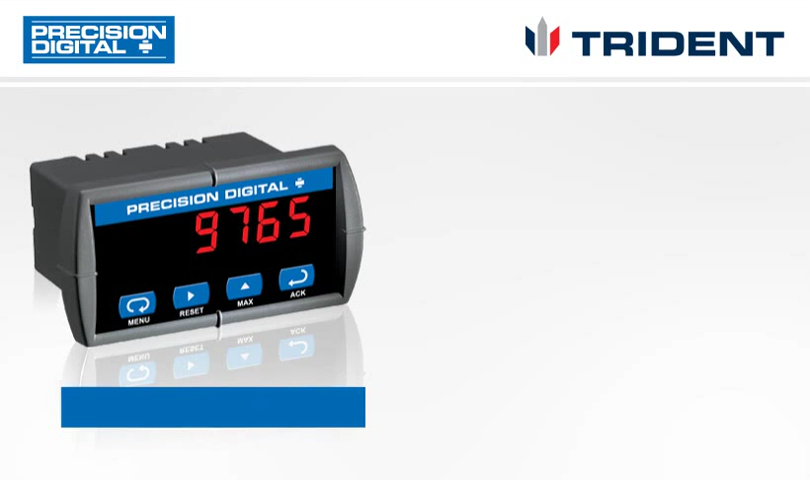 PRECISION
DIGITAL
TRIDENT
PRECISION DIGITAL
9765
MENU
RESET
MAX
ACK